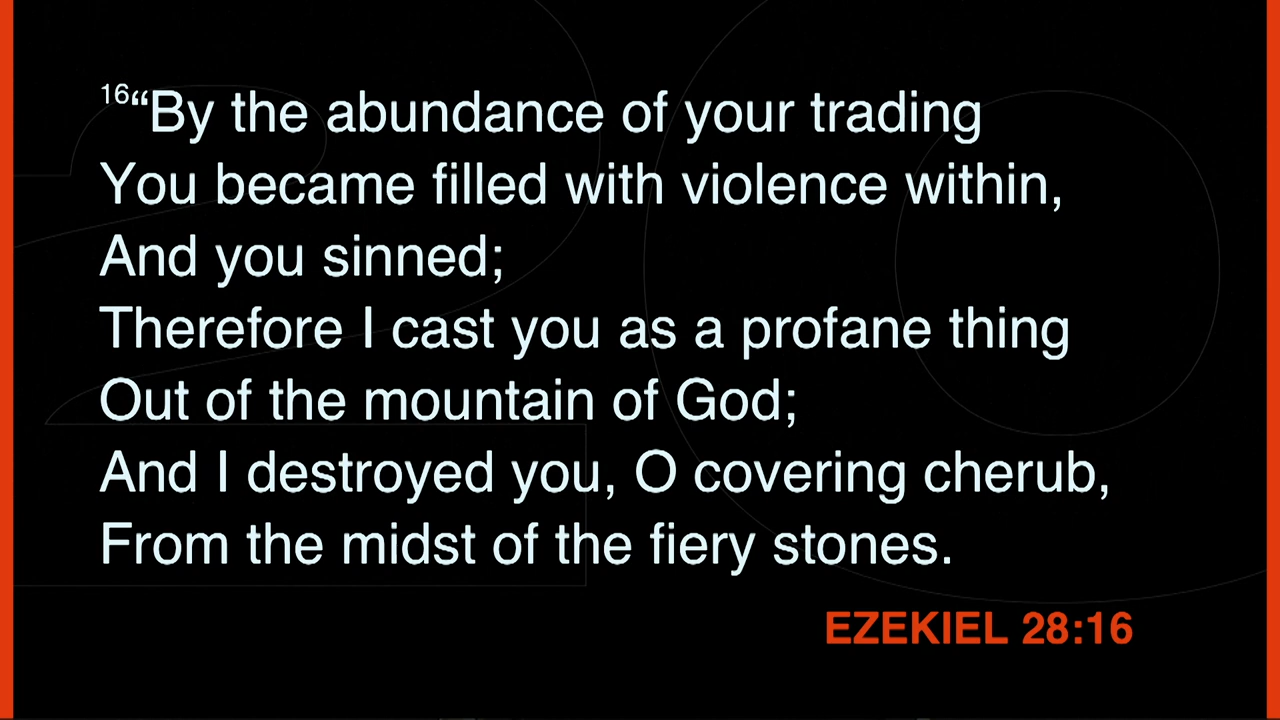 16“By the abundance of your trading
You became filled with violence within,
And you sinned;
Therefore I cast you as a profane thing
Out of the mountain of God;
And I destroyed you, O covering cherub,
From the midst of the fiery stones.
EZEKIEL 28:16